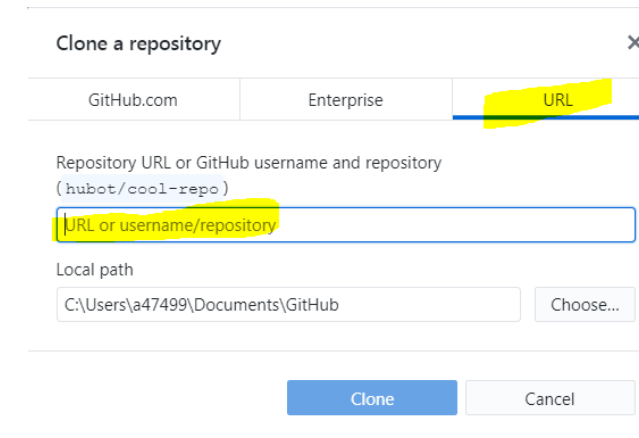 Clone a repository
GitHub.com Enterprise URL
Repository URL or GitHub username and repository
(hubot/cool-repo)
URL or username/repository
Local path
C:\Users\a47499\Documents\GitHub Choose...
Clone Cancel